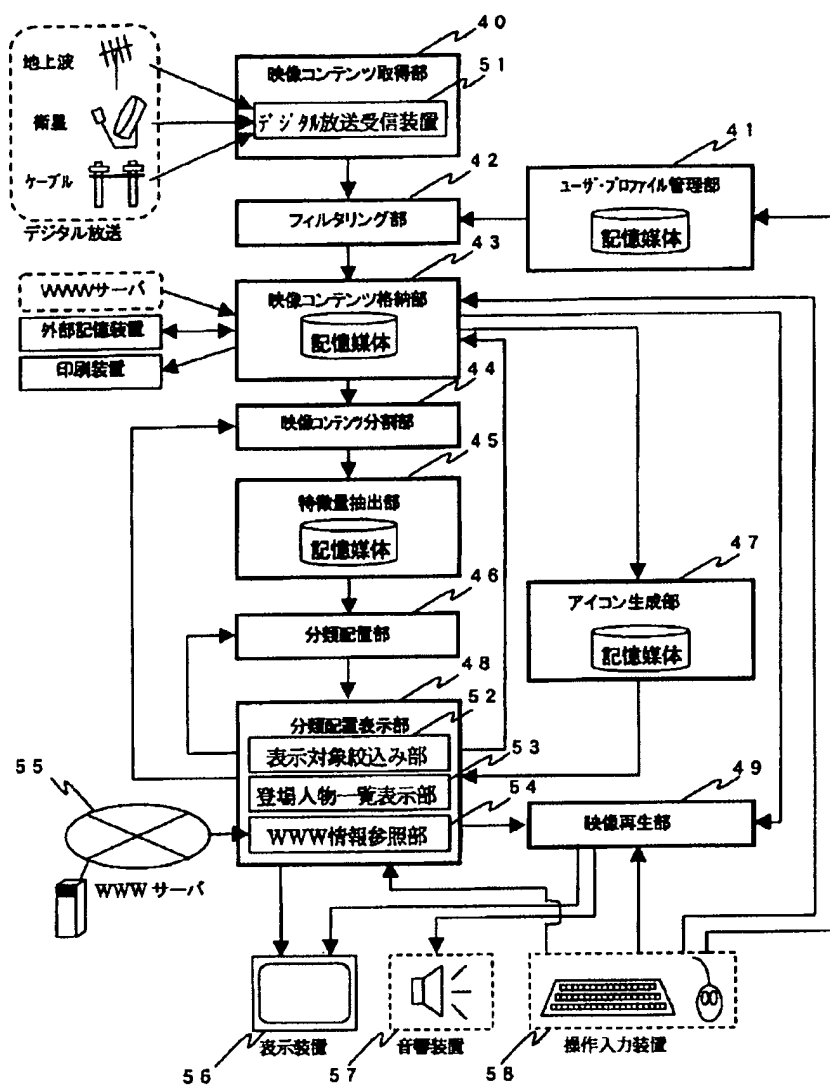 40
地上波
映像コンテンツ取得部
51
デジタル放送受信装置
衛量
ケーブル
デジタル放送
42
フィルタリング部
41
ユーザ・プロファイル管理部
記憶媒体
43
WWWサーバ
外部記憶装置
印刷装置
映像コンテンツ格納部
記憶媒体
44
映像コンテンツ分割部
45
特徴量抽出部
記憶媒体
46
分類配置部
47
アイコン生成部
記憶媒体
48
分類配置表示部
52
表示対象絞込み部
53
登場人物一覧表示部
54
WWW情報参照部
49
映像再生部
55
WWWサーバ
表示装置
56
音響装置
57
操作入力装置
58